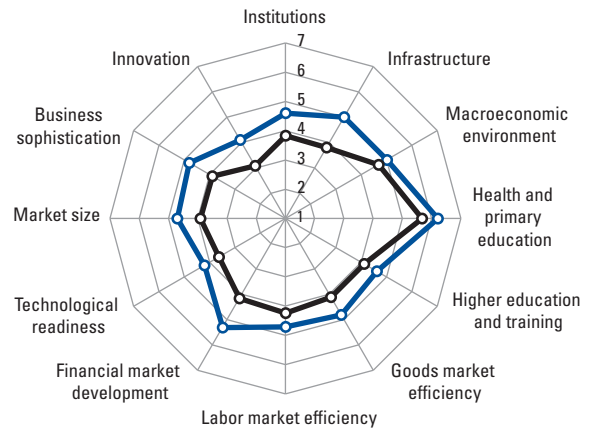 Institutions
7
Innovation
Infrastructure
6
5
Business
sophistication
Macroeconomic
environment
4
3
2
Market size
1
Health and
primary
education
Technological
readiness
Higher education
and training
Financial market
development
Goods market
efficiency
Labor market efficiency